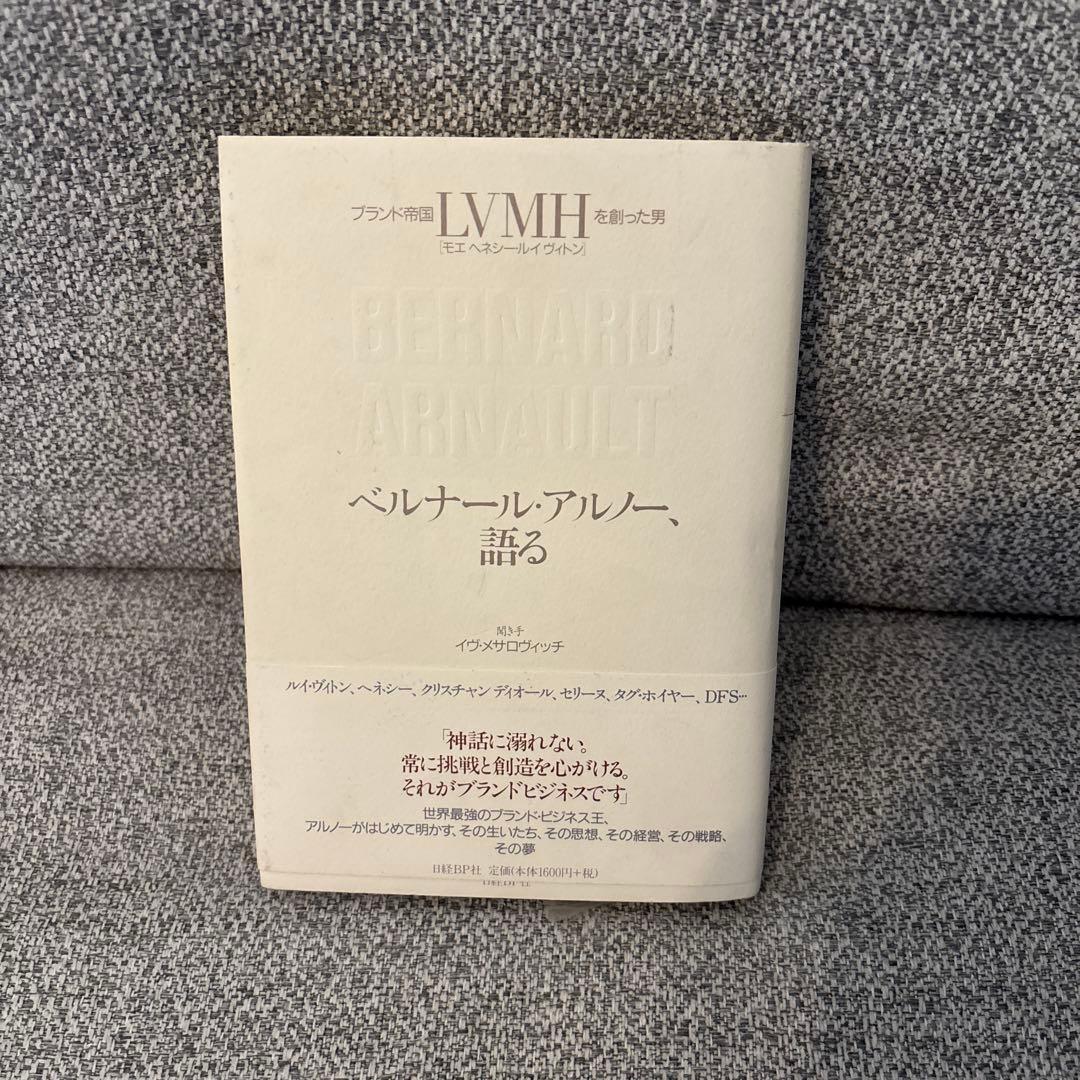 ブランド帝国LVMHを創った男
[モエ ヘネシー・ルイ ヴィトン]
BERNARD
ARNAULT
ベルナール・アルノー、
語る
聞き手
イヴ・メサロヴィッチ
ルイ・ヴィトン、ヘネシー、クリスチャン ディオール、セリーヌ、タグ・ホイヤー、DFS…
「神話に溺れない。
常に挑戦と創造を心がける。
それがブランドビジネスです」
世界最強のブランド・ビジネス王、
アルノーがはじめて明かす、その生いたち、その思想、その経営、その戦略、
その夢
日経BP社 定価(本体1600円+税)
日経BP社